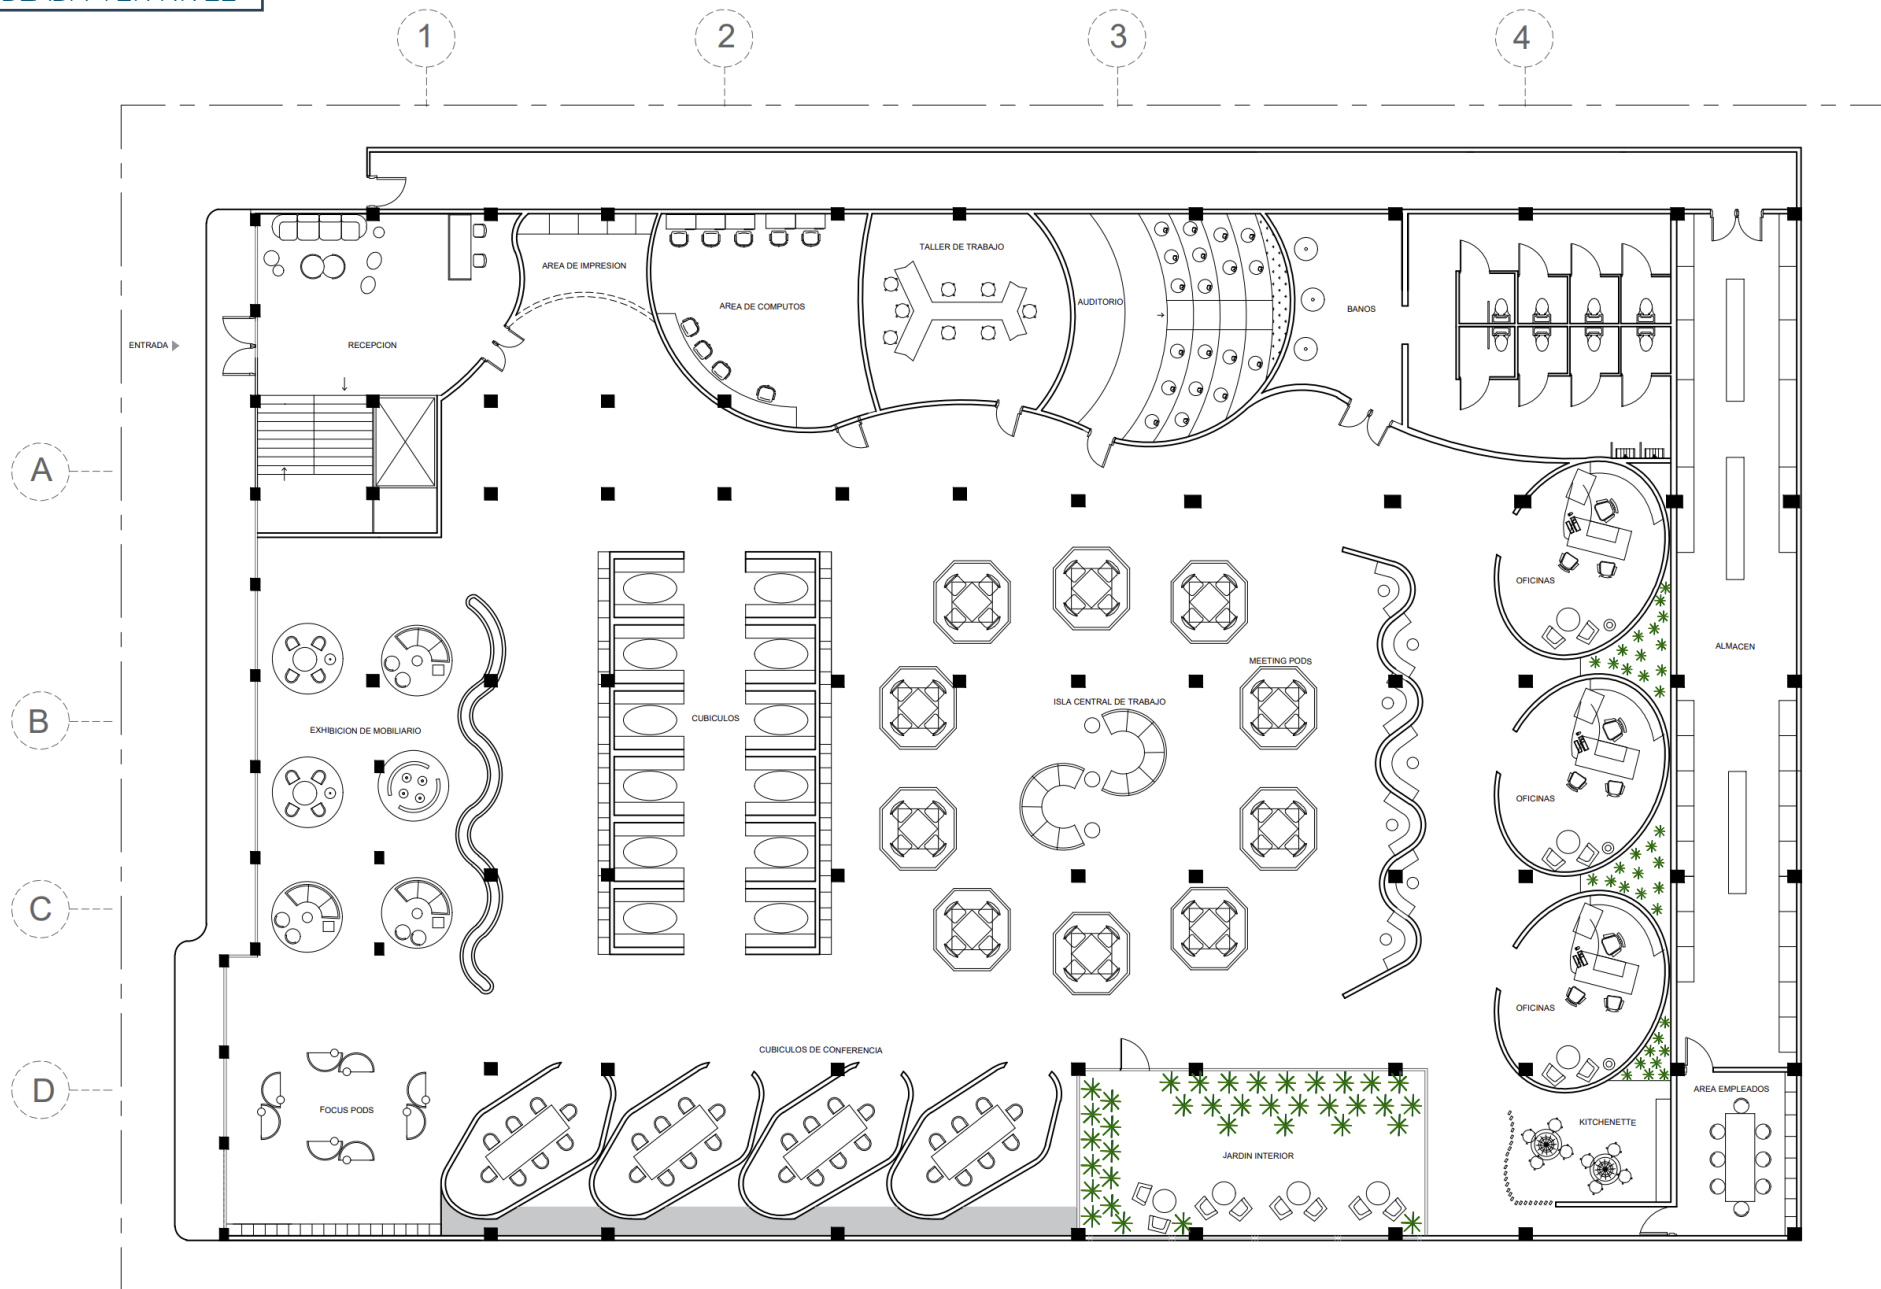 1
2
3
4
TALLER DE TRABAJO
AREA DE IMPRESION
AUDITORIO
AREA DE COMPUTOS
BANOS
ENTRADA
RECEPCION
A
OFICINAS
ALMACEN
MEETING PODS
ISLA CENTRAL DE TRABAJO
B
CUBICULOS
EXHIBICION DE MOBILIARIO
OFICINAS
C
OFICINAS
CUBICULOS DE CONFERENCIA
D
AREA EMPLEADOS
FOCUS PODS
KITCHENETTE
JARDIN INTERIOR